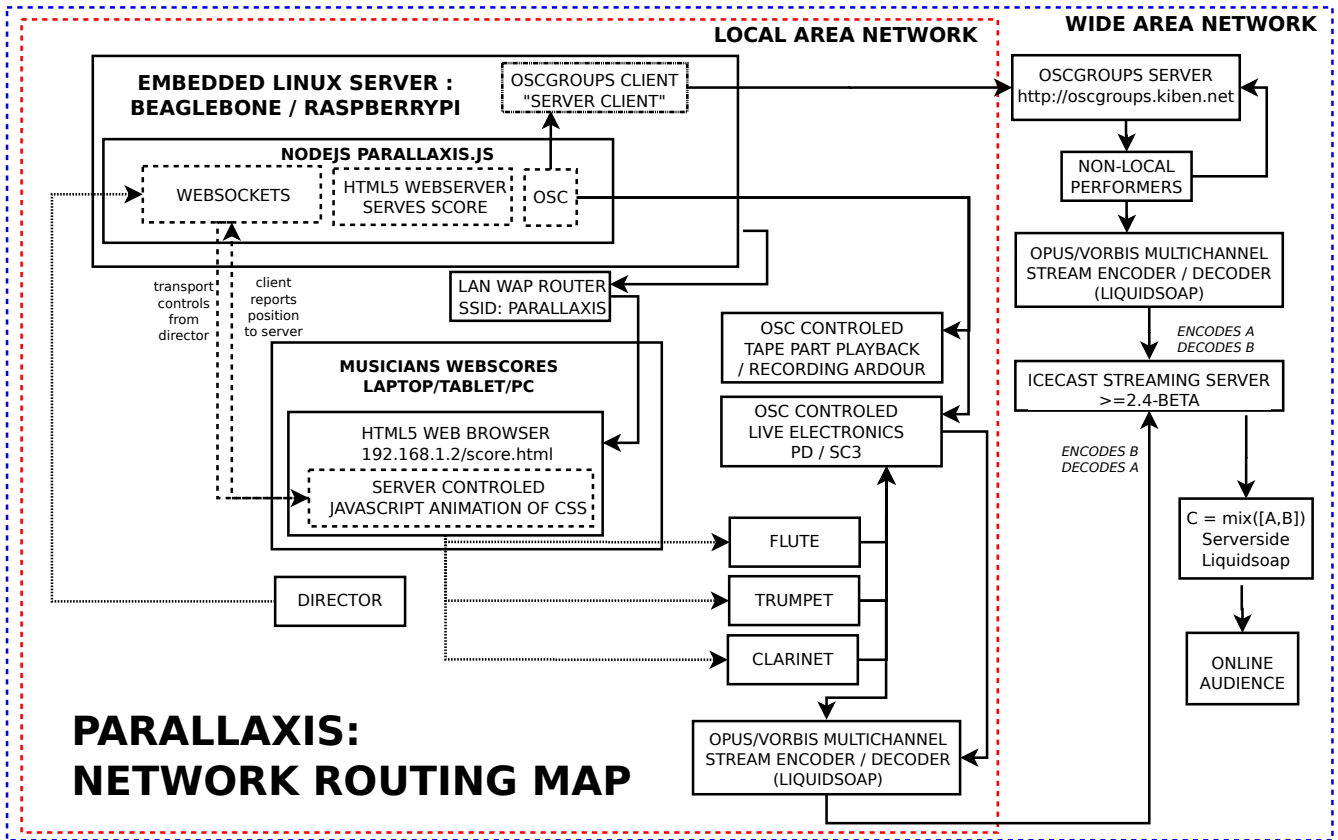 LOCAL AREA NETWORK
WIDE AREA NETWORK
EMBEDDED LINUX SERVER :
BEAGLEBONE / RASPBERRYPI
OSCGROUPS CLIENT
"SERVER CLIENT"
OSCGROUPS SERVER
http://oscgroups.kiben.net
NODEJS PARALLAXIS.JS
WEBSOCKETS
HTML5 WEBSERVER
SERVES SCORE
OSC
NON-LOCAL
PERFORMERS
OPUS/VORBIS MULTICHANNEL
STREAM ENCODER / DECODER
(LIQUIDSOAP)
transport
controls
from
director
client
reports
position
to server
LAN WAP ROUTER
SSID: PARALLAXIS
OSC CONTROLED
TAPE PART PLAYBACK
/ RECORDING ARDOUR
ENCODES A
DECODES B
MUSICIANS WEBSCORES
LAPTOP/TABLET/PC
ICECAST STREAMING SERVER
>=2.4-BETA
OSC CONTROLED
LIVE ELECTRONICS
PD / SC3
HTML5 WEB BROWSER
192.168.1.2/score.html
ENCODES B
DECODES A
SERVER CONTROLED
JAVASCRIPT ANIMATION OF CSS
C = mix([A,B])
Serverside
Liquidsoap
FLUTE
DIRECTOR
TRUMPET
CLARINET
ONLINE
AUDIENCE
PARALLAXIS:
NETWORK ROUTING MAP
OPUS/VORBIS MULTICHANNEL
STREAM ENCODER / DECODER
(LIQUIDSOAP)